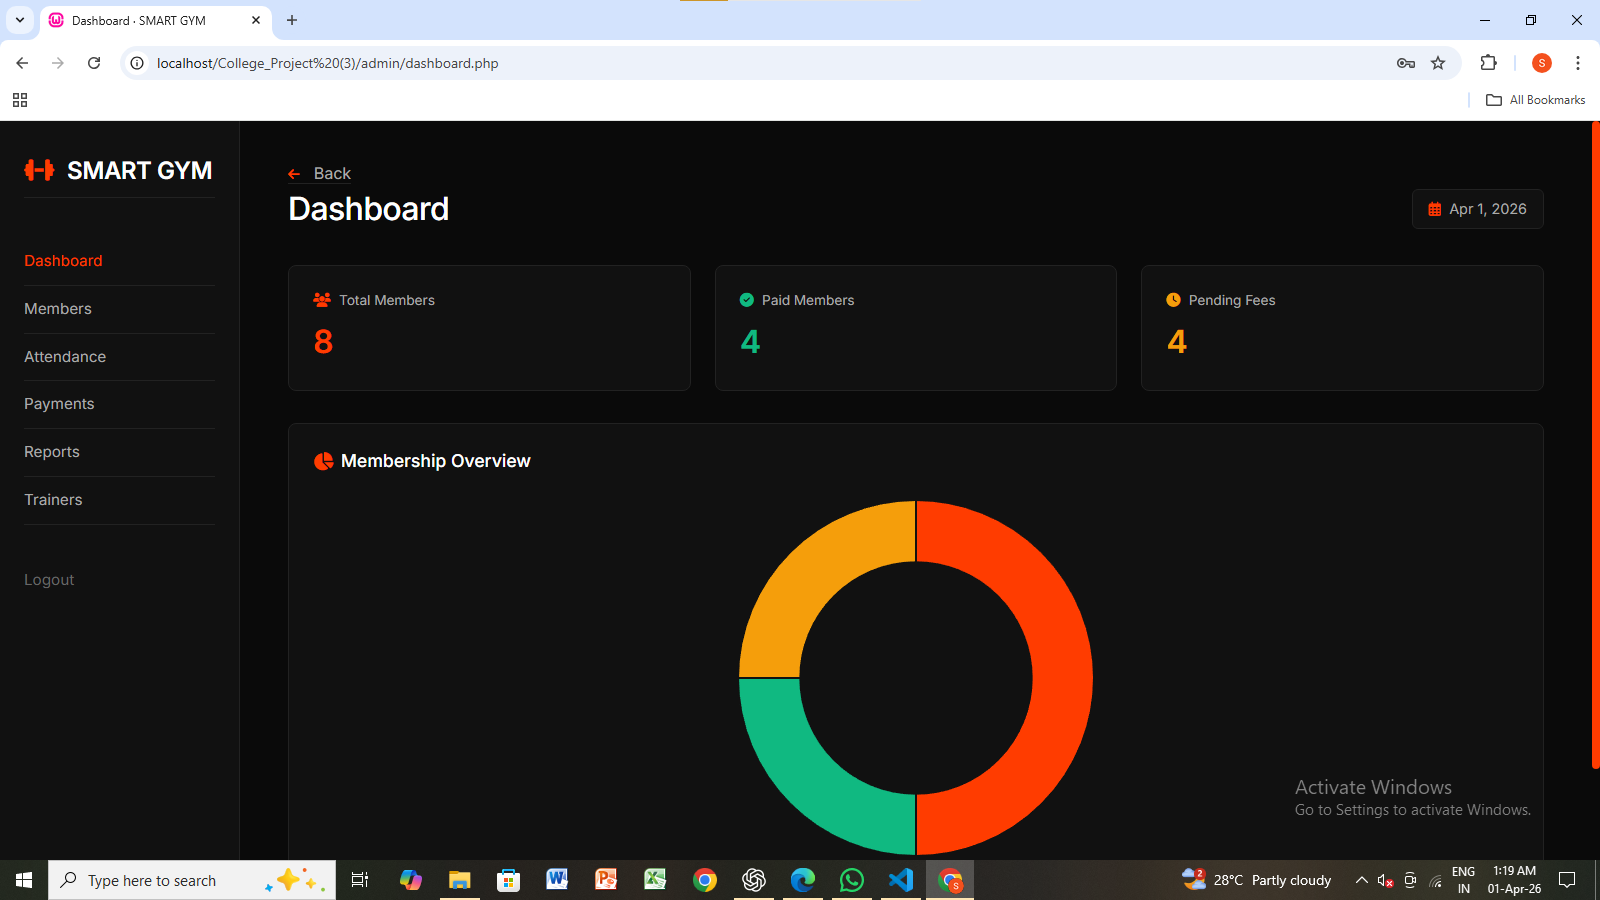 Dashboard · SMART GYM
localhost/College_Project%20(3)/admin/dashboard.php
S
All Bookmarks
SMART GYM
Dashboard
Members
Attendance
Payments
Reports
Trainers
Logout
Back
Dashboard
Apr 1, 2026
Total Members
8
Paid Members
4
Pending Fees
4
Membership Overview
Activate Windows
Go to Settings to activate Windows.
Type here to search
2
28°C Partly cloudy
ENG
IN
1:19 AM
01-Apr-26